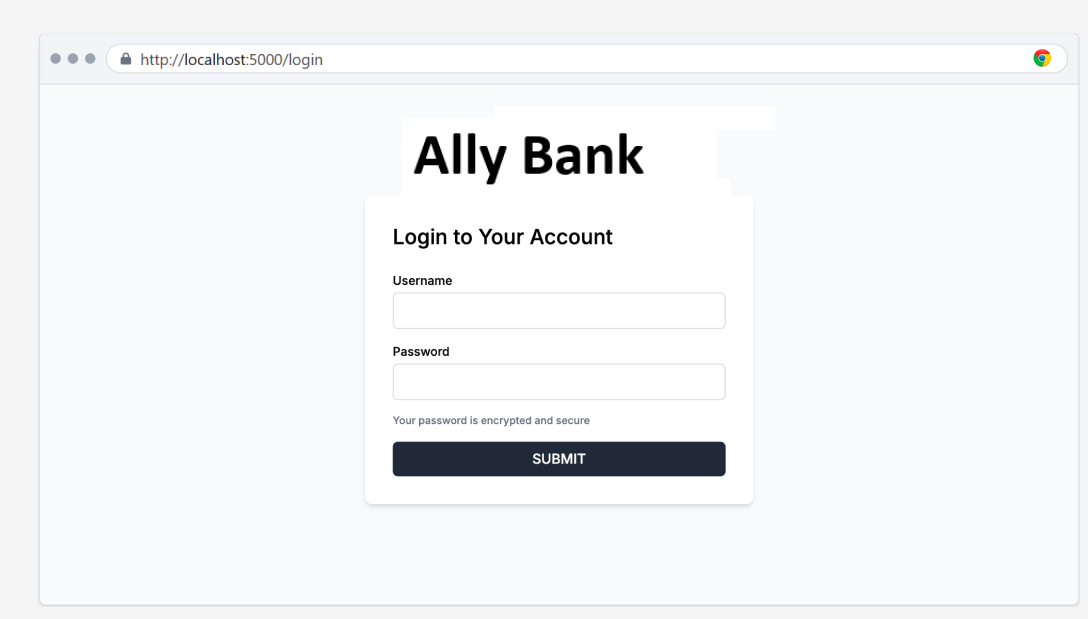 http://localhost:5000/login
Ally Bank
Login to Your Account
Username
Password
Your password is encrypted and secure
SUBMIT